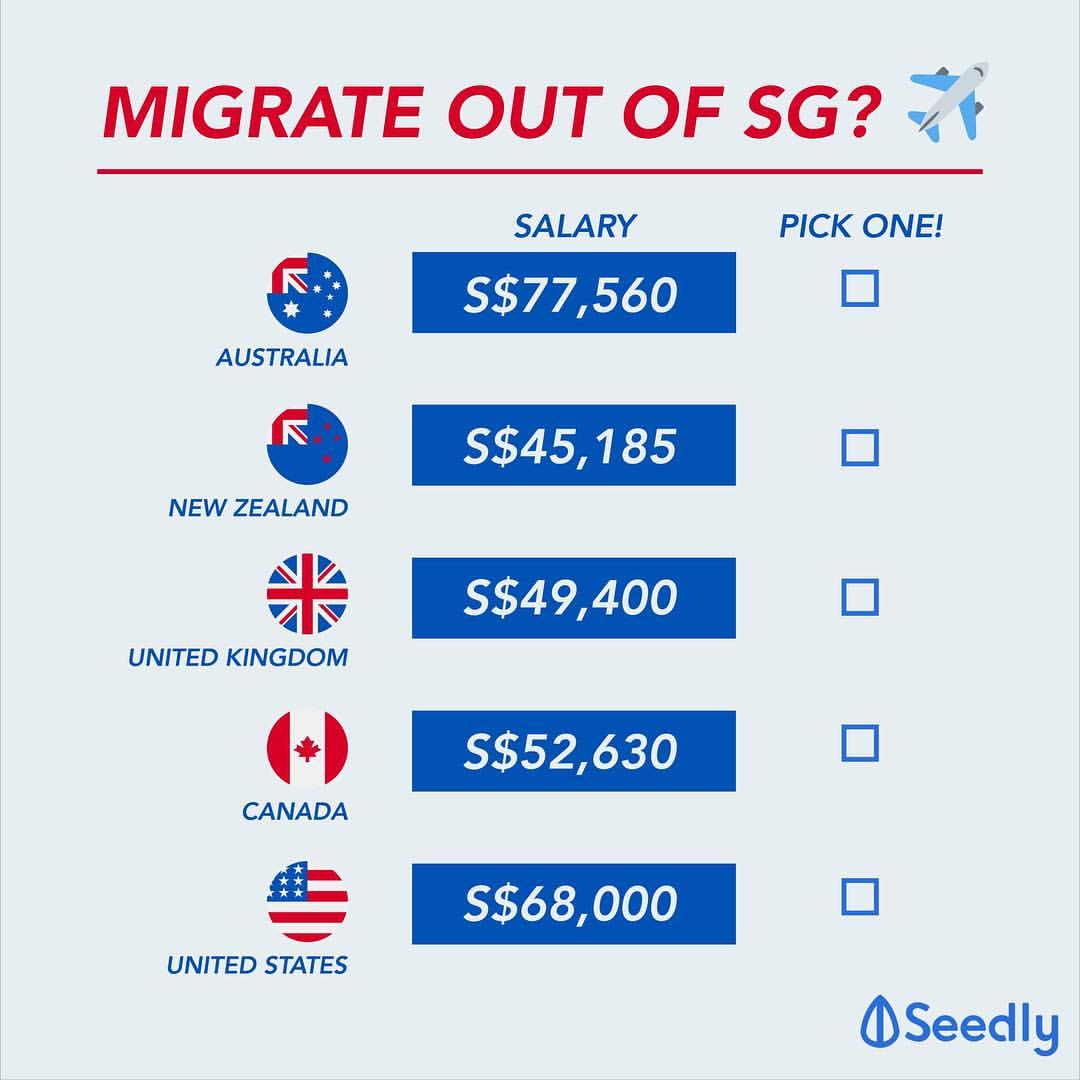 MIGRATE OUT OF SG?
SALARY
PICK ONE!
S$77,560
AUSTRALIA
S$45,185
NEW ZEALAND
S$49,400
UNITED KINGDOM
S$52,630
CANADA
S$68,000
UNITED STATES
Seedly